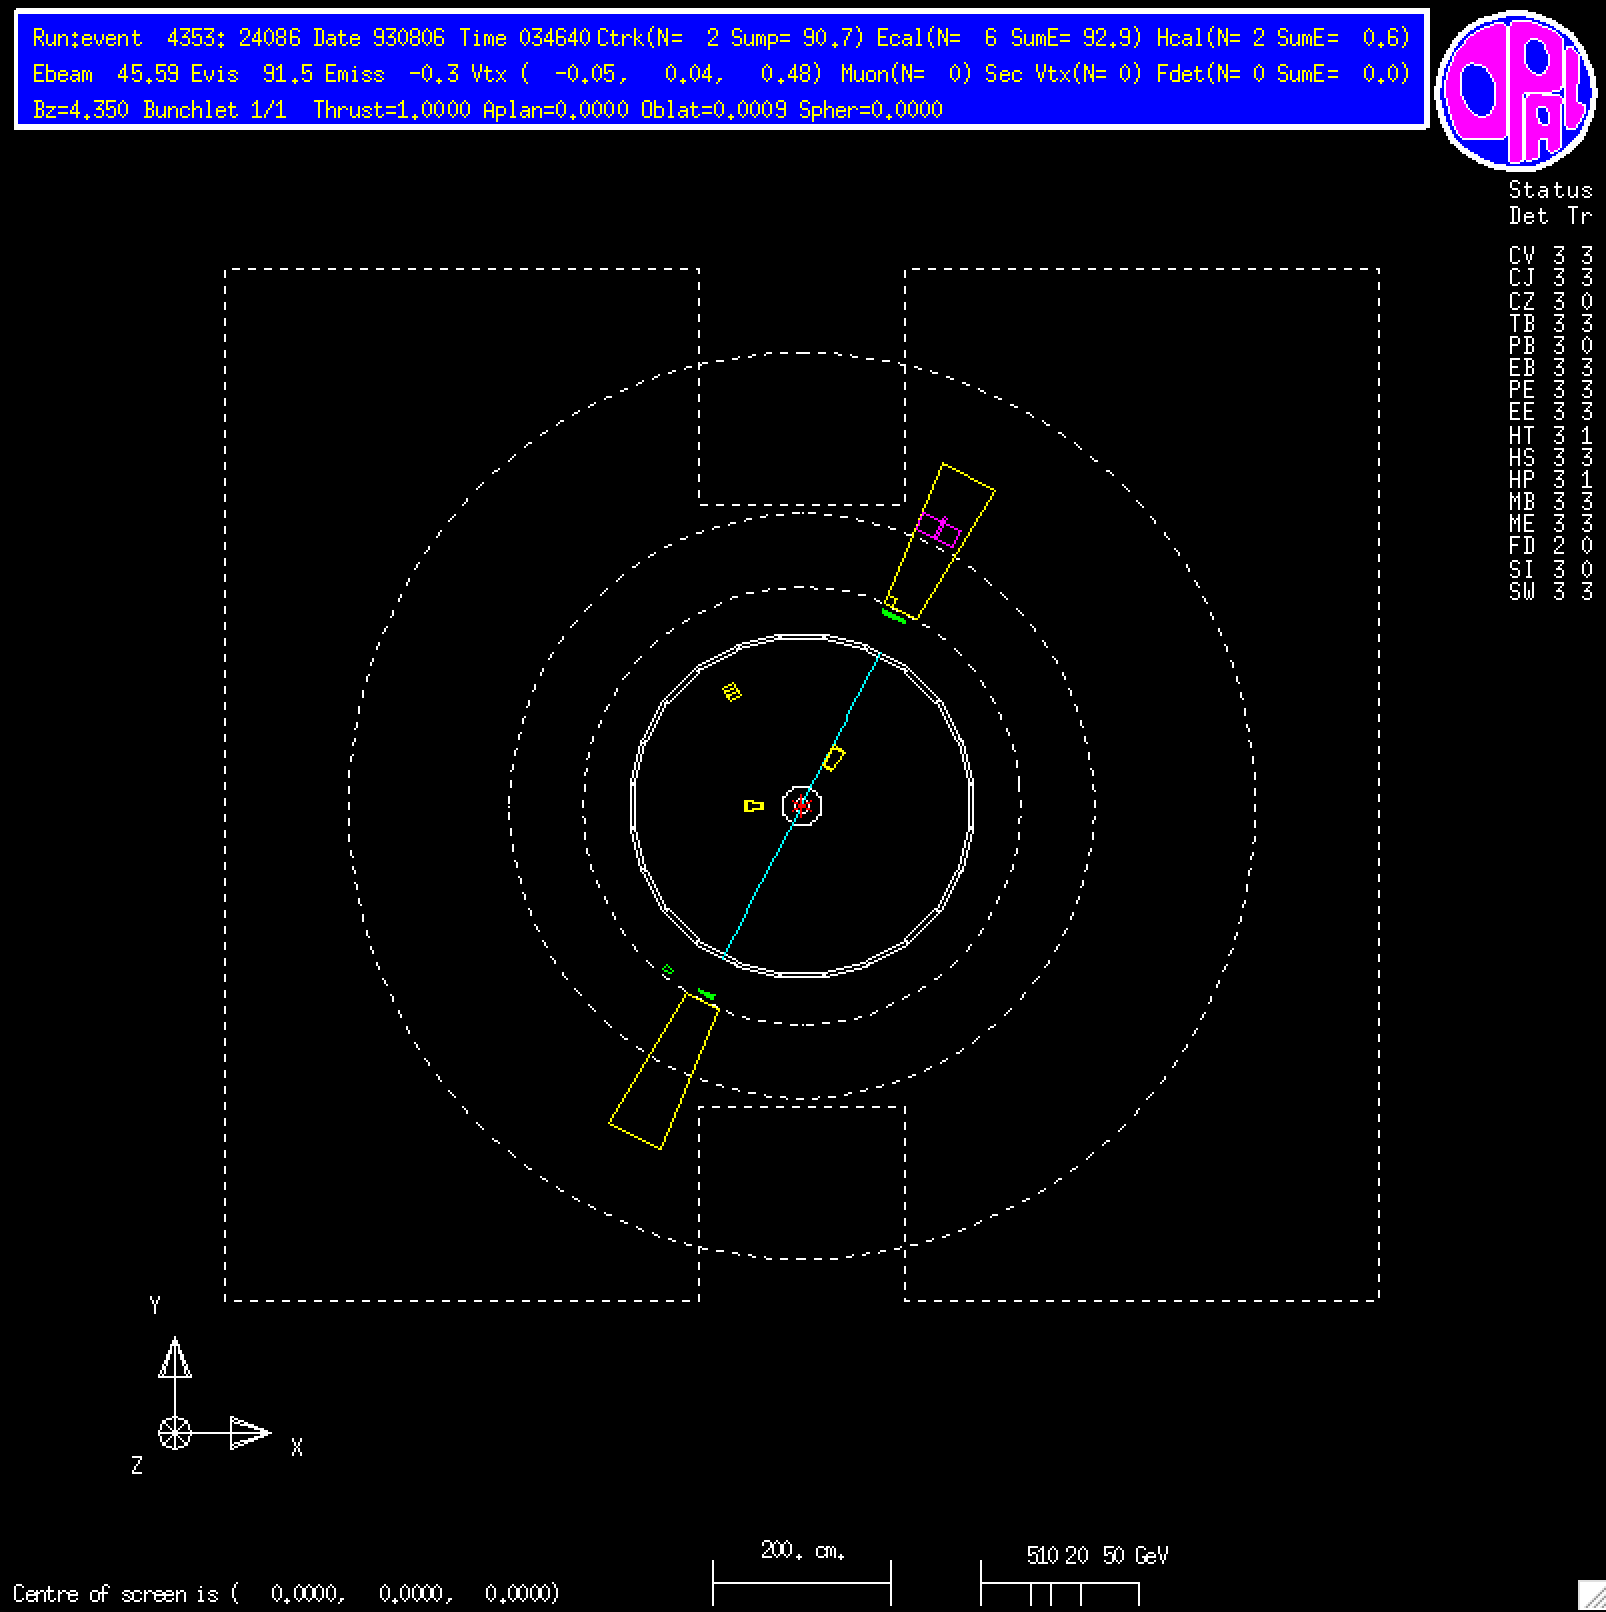 Run:event 4353: 24086 Date 930806 Time 034640 Ctrk(N= 2 Sump= 90.7) Ecal(N= 6 SumE= 92.9) Hcal(N= 2 SumE= 0.6)
Ebeam 45.59 Evis 91.5 Emiss -0.3 Vtx ( -0.05, 0.04, 0.48) Muon(N= 0) Sec Vtx(N= 0) Fdet(N= 0 SumE= 0.0)
Bz=4.350 Bunchlet 1/1 Thrust=1.0000 Aplan=0.0000 Oblat=0.0009 Spher=0.0000
OPAL
Status
Det Tr
CV 3 3
CJ 3 3
CZ 3 0
TB 3 3
PB 3 0
EB 3 3
PE 3 3
EE 3 3
HT 3 1
HS 3 3
HP 3 1
MB 3 3
ME 3 3
FD 2 0
SI 3 0
SW 3 3
Y
X
Z
200. cm.
5 10 20 50 GeV
Centre of screen is ( 0.0000, 0.0000, 0.0000)